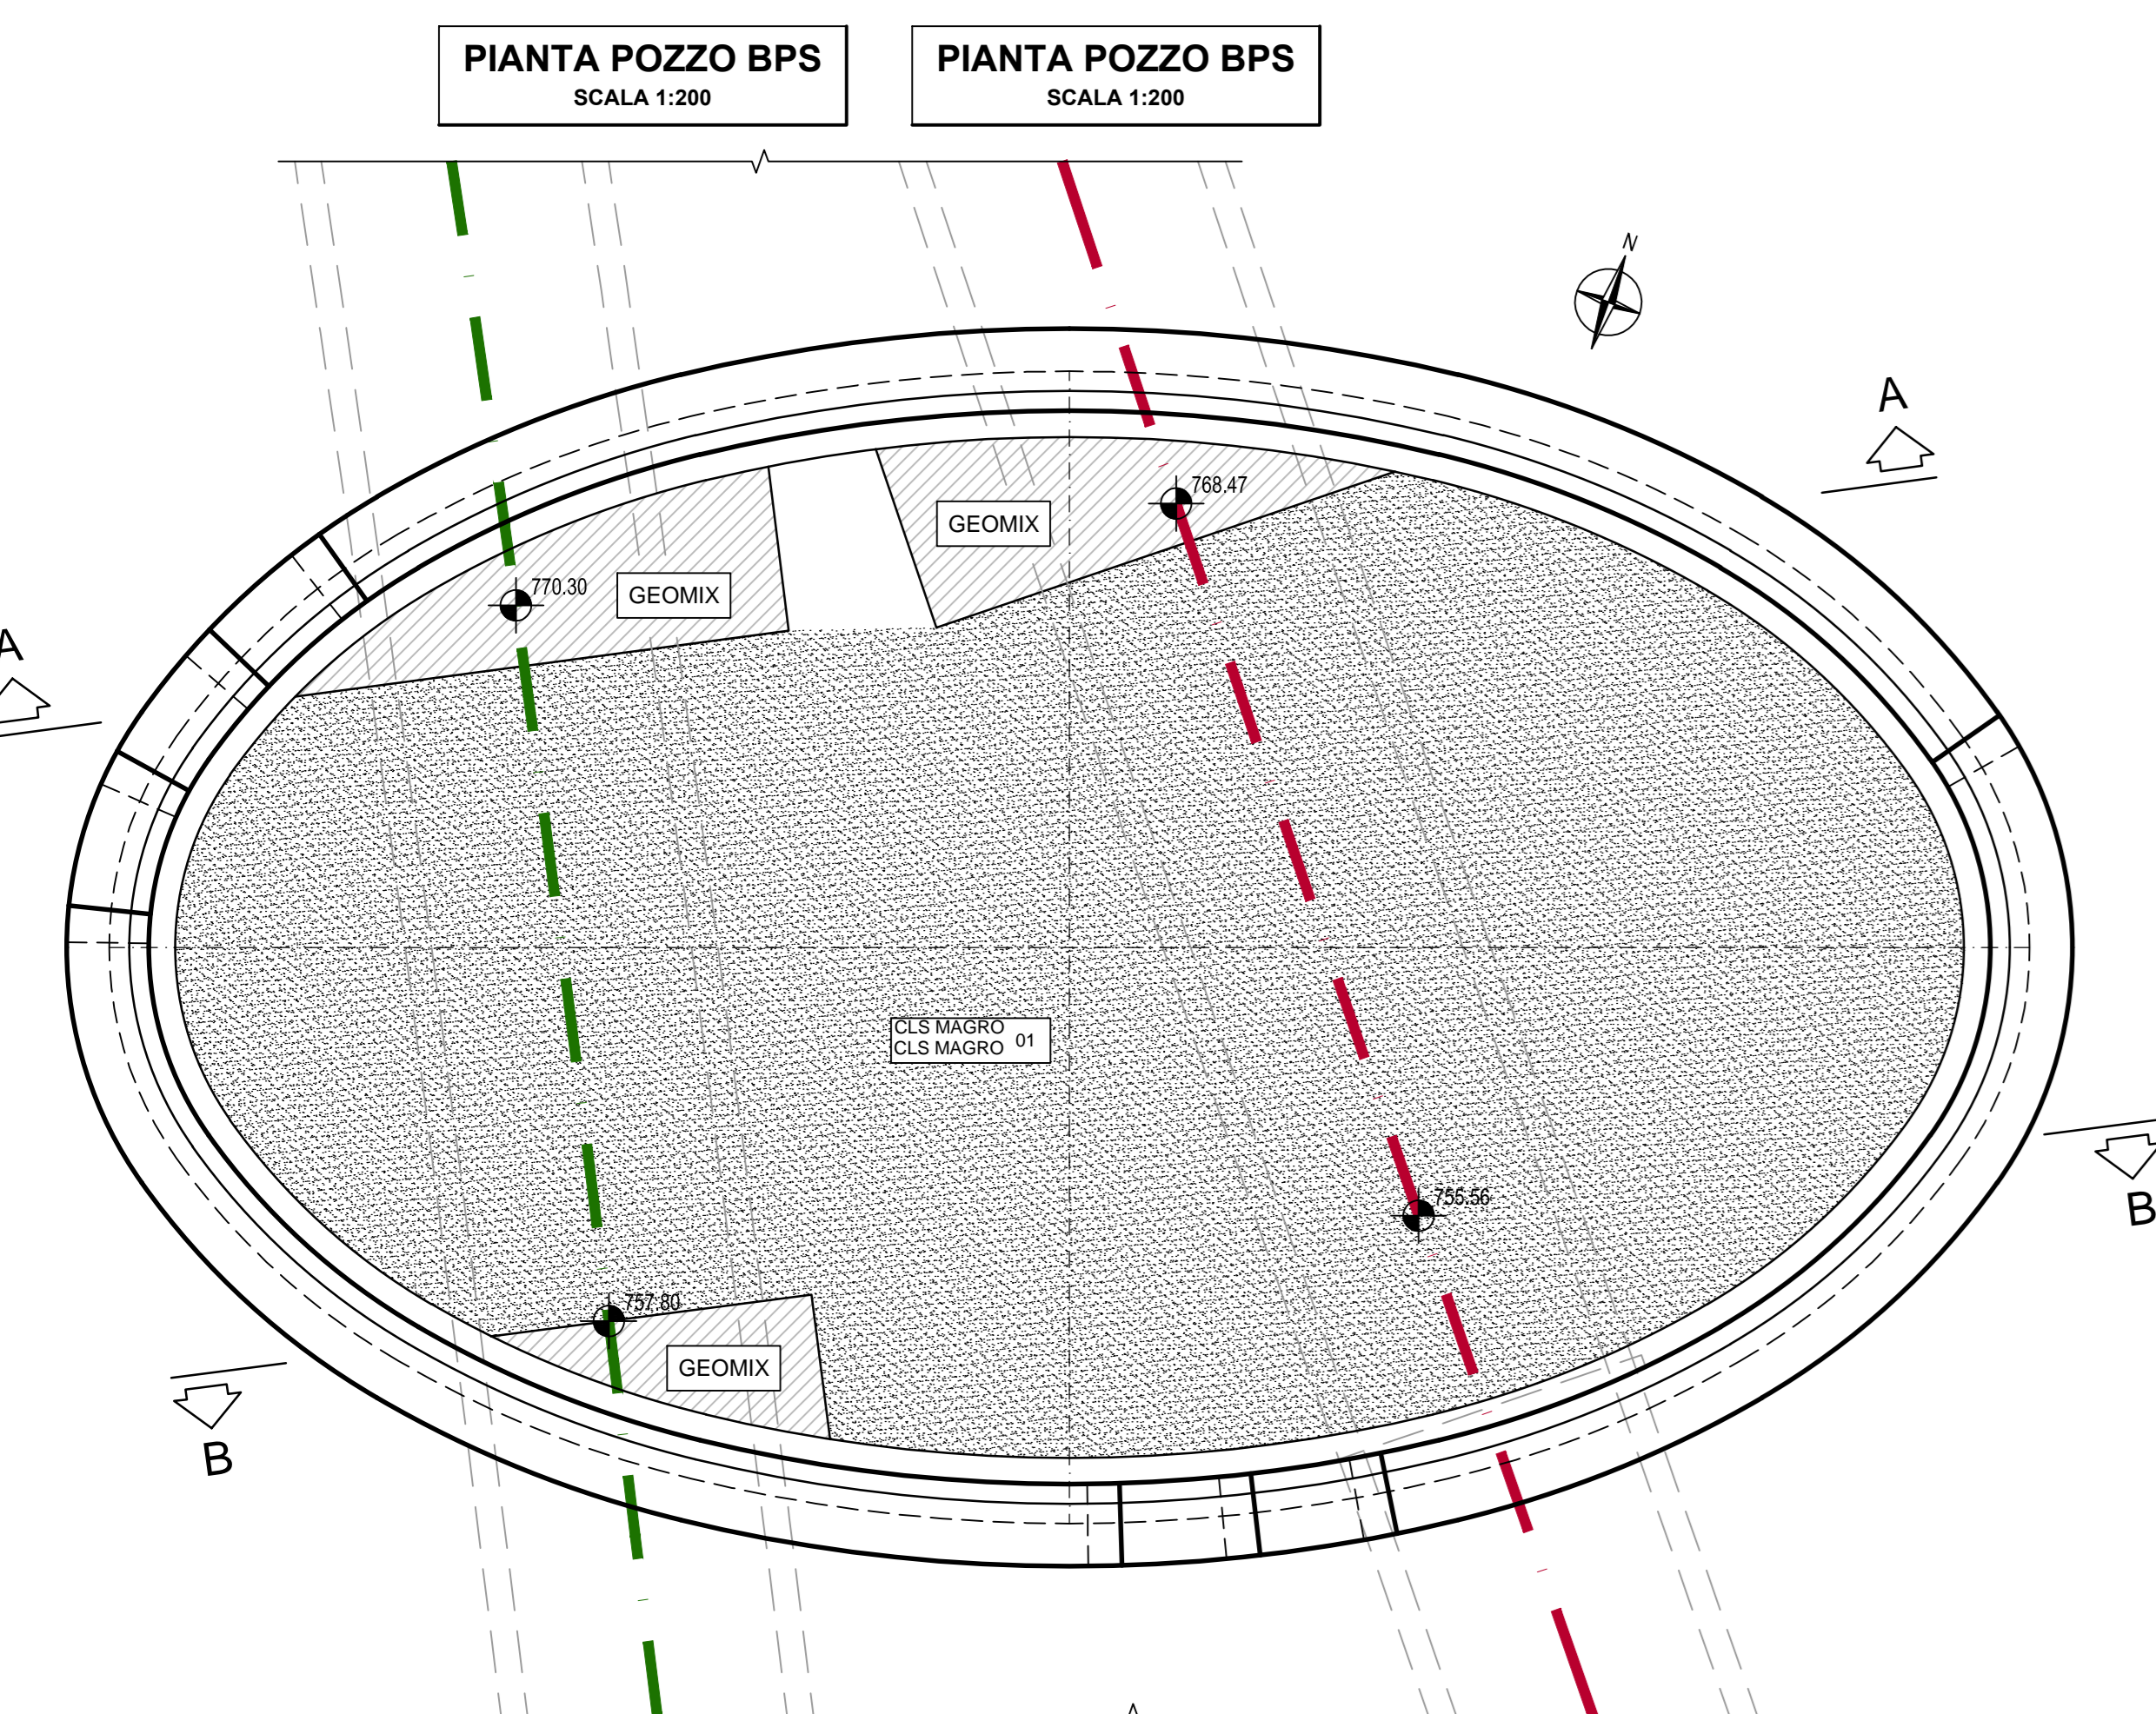 PIANTA POZZO BPS
SCALA 1:200
PIANTA POZZO BPS
SCALA 1:200
N
A
A
768.47
GEOMIX
770.30
GEOMIX
CLS MAGRO
CLS MAGRO
01
755.56
B
757.80
GEOMIX
B